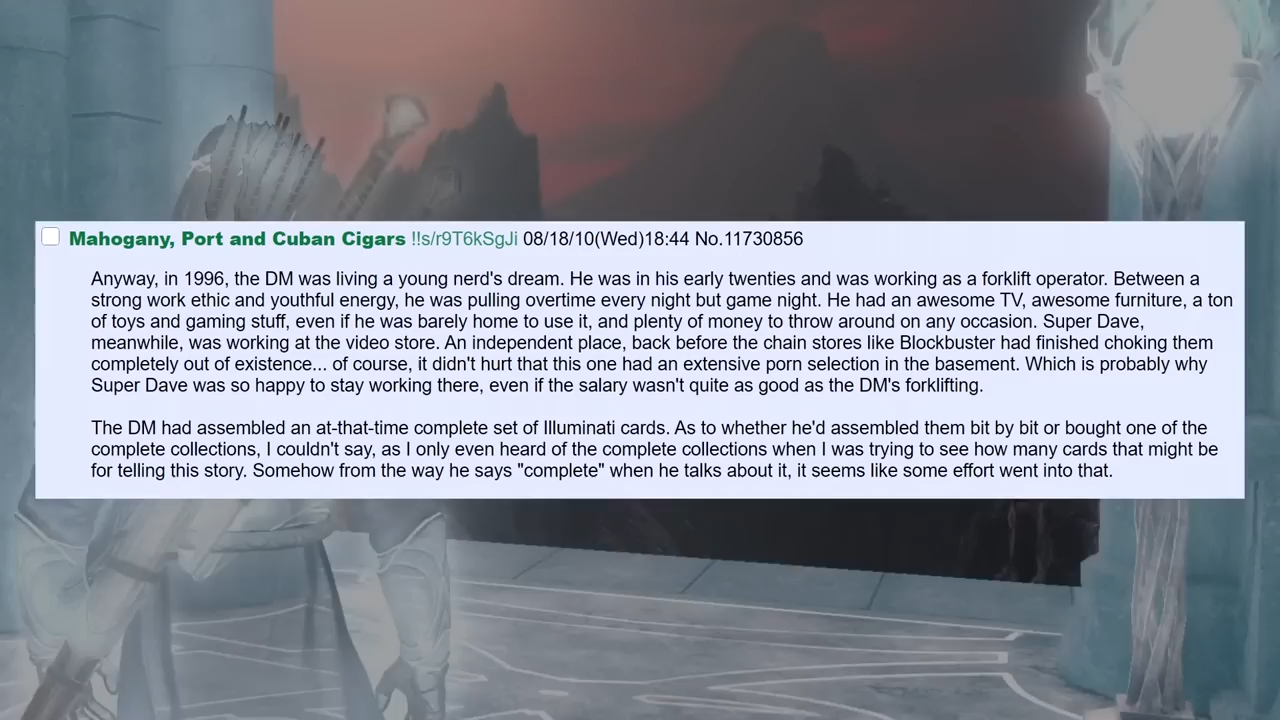 Mahogany, Port and Cuban Cigars !!s/r9T6kSgJi 08/18/10(Wed)18:44 No.11730856
Anyway, in 1996, the DM was living a young nerd's dream. He was in his early twenties and was working as a forklift operator. Between a
strong work ethic and youthful energy, he was pulling overtime every night but game night. He had an awesome TV, awesome furniture, a ton
of toys and gaming stuff, even if he was barely home to use it, and plenty of money to throw around on any occasion. Super Dave,
meanwhile, was working at the video store. An independent place, back before the chain stores like Blockbuster had finished choking them
completely out of existence... of course, it didn't hurt that this one had an extensive porn selection in the basement. Which is probably why
Super Dave was so happy to stay working there, even if the salary wasn't quite as good as the DM's forklifting.
The DM had assembled an at-that-time complete set of Illuminati cards. As to whether he'd assembled them bit by bit or bought one of the
complete collections, I couldn't say, as I only even heard of the complete collections when I was trying to see how many cards that might be
for telling this story. Somehow from the way he says "complete" when he talks about it, it seems like some effort went into that.